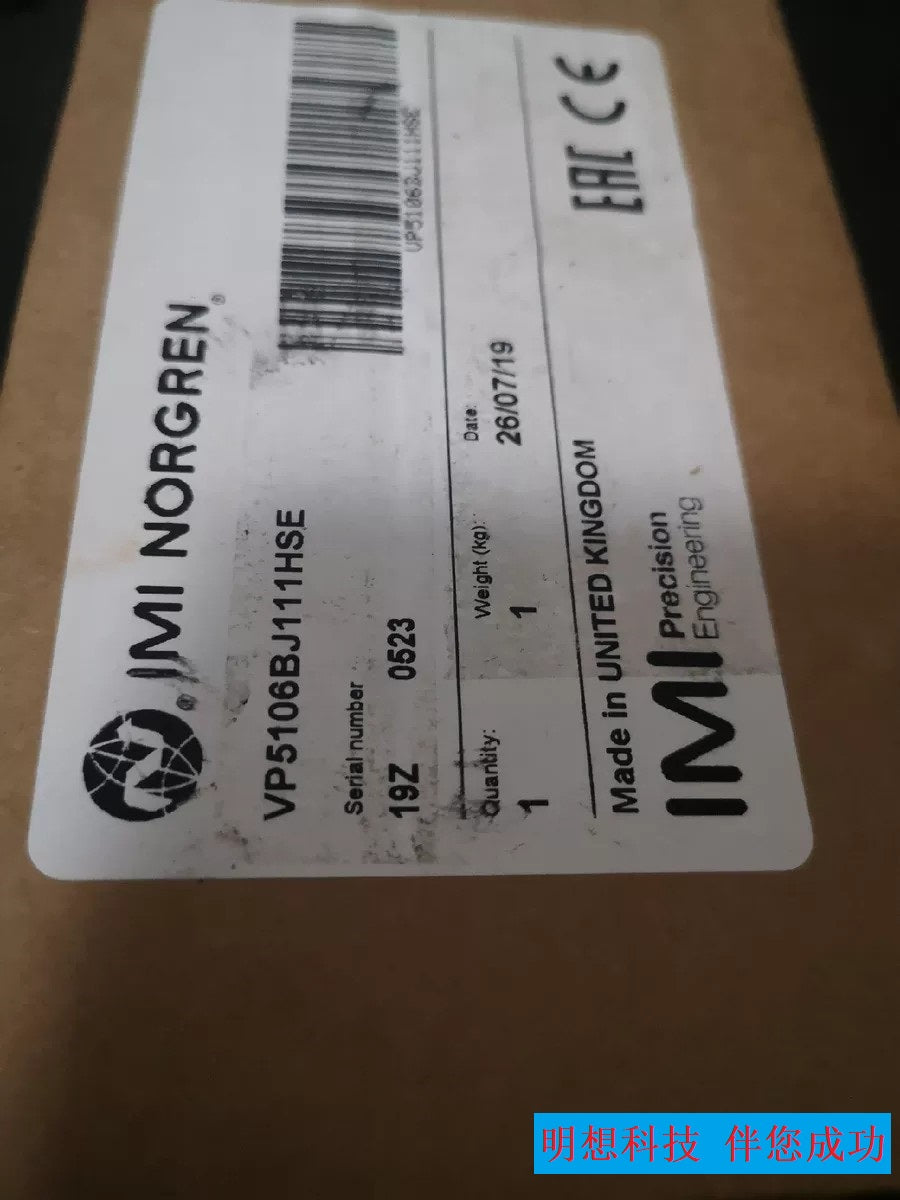 IMI NORGREN®
VP5106BJ111HSE
VP5106BJ111HSE
Serial number
19Z 0523
Quantity: Weight (kg): Date:
1 1 26/07/19
Made in UNITED KINGDOM
EAC CE
IMI Precision
Engineering
明想科技 伴您成功